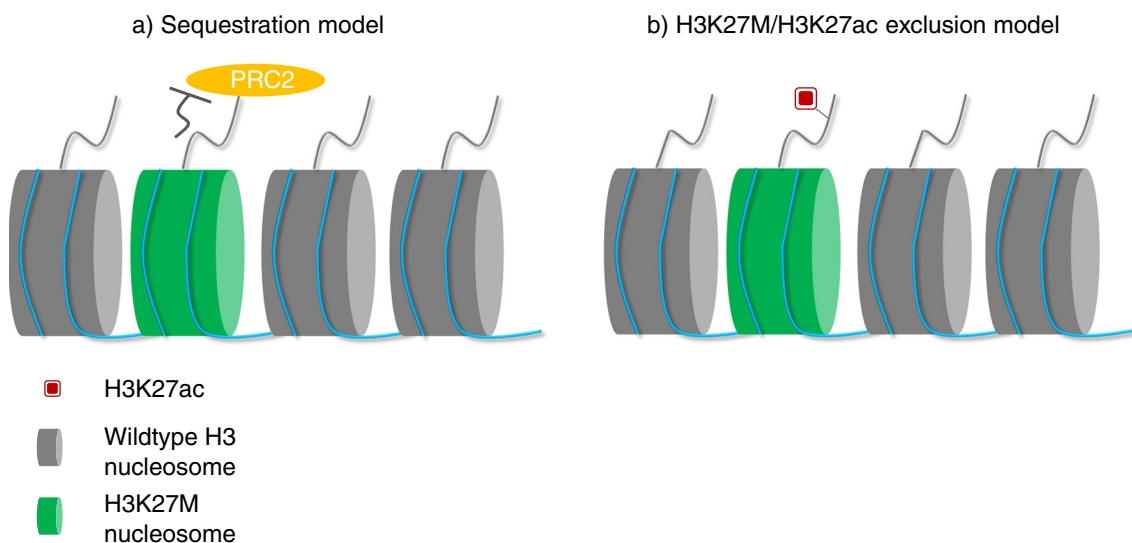 a) Sequestration model
b) H3K27M/H3K27ac exclusion model
PRC2
H3K27ac
Wildtype H3
nucleosome
H3K27M
nucleosome